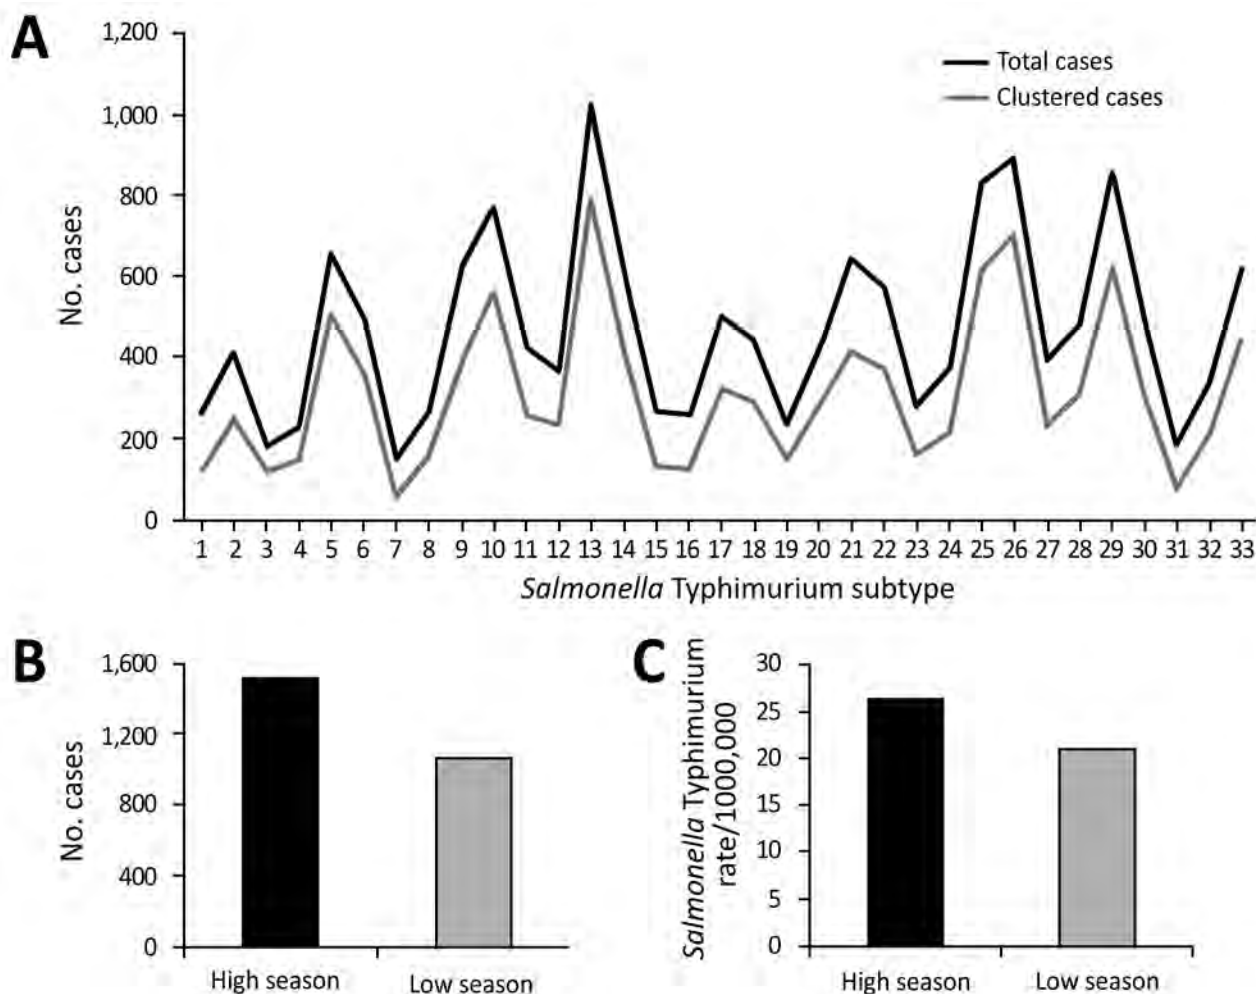 A
1,200
1,000
800
600
400
200
0
No. cases
Total cases
Clustered cases
1 2 3 4 5 6 7 8 9 10 11 12 13 14 15 16 17 18 19 20 21 22 23 24 25 26 27 28 29 30 31 32 33
Salmonella Typhimurium subtype
B
1,600
1,200
800
400
0
No. cases
High season Low season
C
Salmonella Typhimurium
rate/1000,000
30
25
20
15
10
5
0
High season Low season